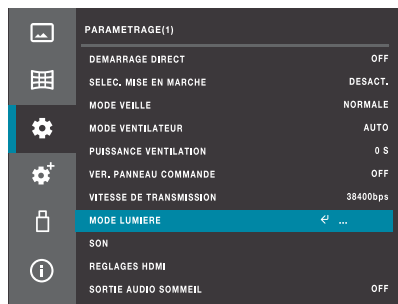 PARAMETRAGE(1)
DEMARRAGE DIRECT OFF
SELEC. MISE EN MARCHE DESACT.
MODE VEILLE NORMALE
MODE VENTILATEUR AUTO
PUISSANCE VENTILATION 0 S
VER. PANNEAU COMMANDE OFF
VITESSE DE TRANSMISSION 38400bps
MODE LUMIERE ...
SON
REGLAGES HDMI
SORTIE AUDIO SOMMEIL OFF